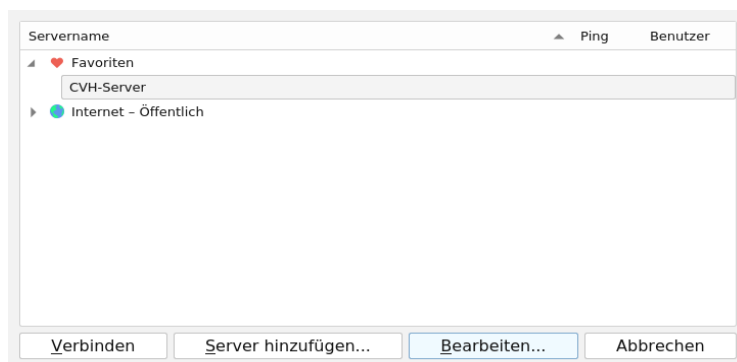 Servername Ping Benutzer
Favoriten
CVH-Server
Internet – Öffentlich
Verbinden Server hinzufügen... Bearbeiten... Abbrechen